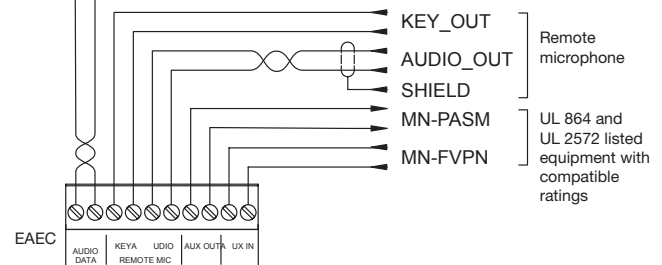 KEY_OUT
AUDIO_OUT
SHIELD
Remote
microphone
MN-PASM
MN-FVPN
UL 864 and
UL 2572 listed
equipment with
compatible
ratings
EAEC
AUDIO
DATA
KEYA UDIO
REMOTE MIC
AUX OUTA UX IN